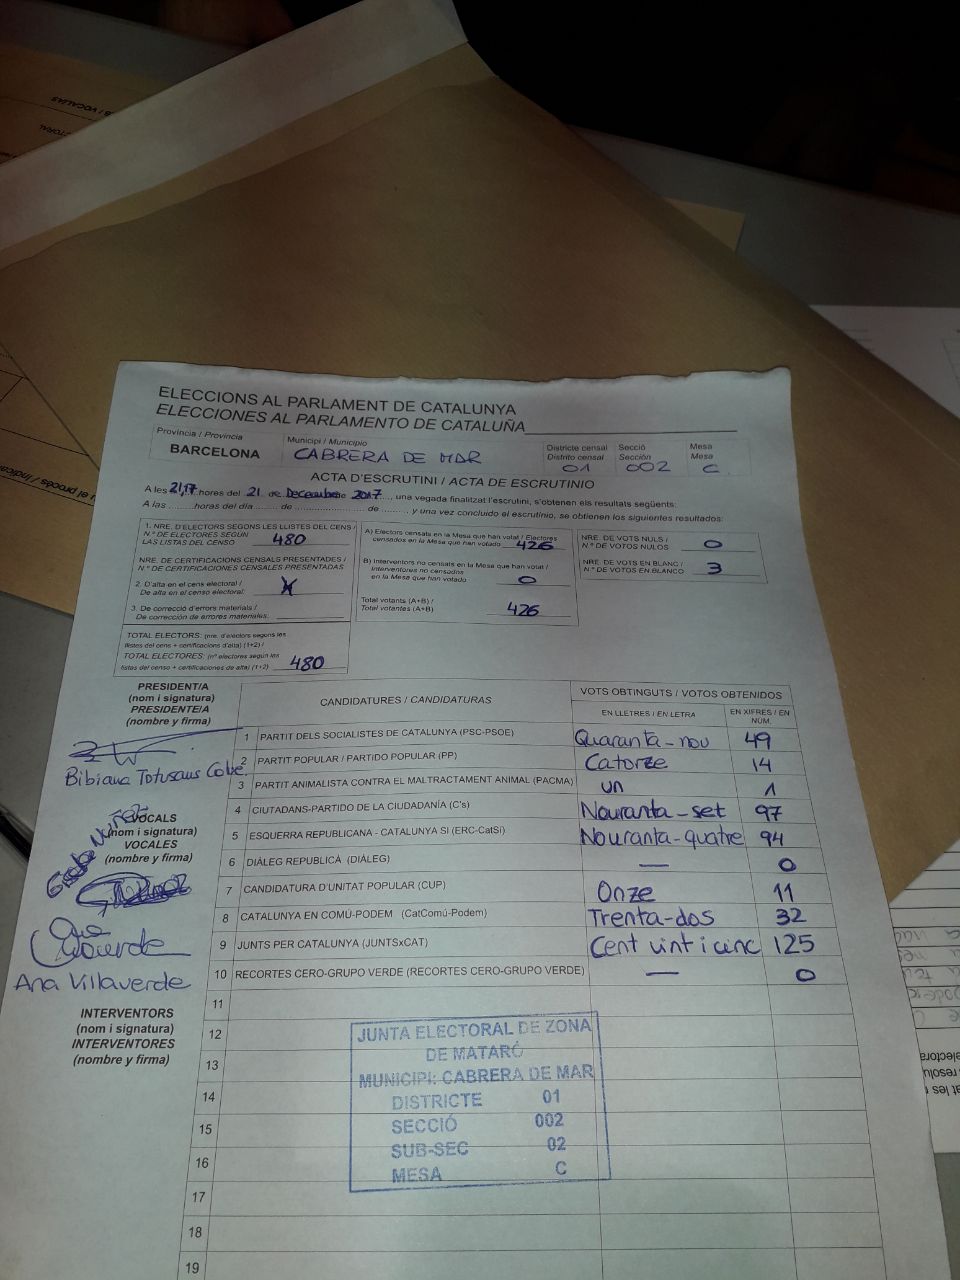 ELECCIONS AL PARLAMENT DE CATALUNYA
ELECCIONES AL PARLAMENTO DE CATALUÑA
Província / Provincia
BARCELONA
Municipi / Municipio
CABRERA DE MAR
Districte censal
Distrito censal
01
Secció
Sección
002
Mesa
Mesa
C
ACTA D'ESCRUTINI / ACTA DE ESCRUTINIO
A les 21,17 hores del 21 de Decembre de 2017, una vegada finalitzat l'escrutini, s'obtenen els resultats següents:
A las ........horas del día ...... de .................... de ........ y una vez concluido el escrutinio, se obtienen los siguientes resultados:
1. NRE. D'ELECTORS SEGONS LES LLISTES DEL CENS /
N.º DE ELECTORES SEGÚN
LAS LISTAS DEL CENSO 480
NRE. DE CERTIFICACIONS CENSALS PRESENTADES /
N.º DE CERTIFICACIONES CENSALES PRESENTADAS
2. D'alta en el cens electoral /
De alta en el censo electoral:
3. De correcció d'errors materials /
De corrección de errores materiales:
TOTAL ELECTORS: (nre. d'electors segons les
llistes del cens + certificacions d'alta) (1+2) /
TOTAL ELECTORES: (nº electores según las
listas del censo + certificaciones de alta) (1+2) 480
A) Electors censats en la Mesa que han votat / Electores
censados en la Mesa que han votado 426
B) Interventors no censats en la Mesa que han votat /
Interventores no censados
en la Mesa que han votado 0
Total votants (A+B) /
Total votantes (A+B) 426
NRE. DE VOTS NULS /
N.º DE VOTOS NULOS 0
NRE. DE VOTS EN BLANC /
N.º DE VOTOS EN BLANCO 3
PRESIDENT/A
(nom i signatura)
PRESIDENTE/A
(nombre y firma)
Bibiana
VOCALS
(nom i signatura)
VOCALES
(nombre y firma)
Ana Villaverde
INTERVENTORS
(nom i signatura)
INTERVENTORES
(nombre y firma)
CANDIDATURES / CANDIDATURAS
VOTS OBTINGUTS / VOTOS OBTENIDOS
EN LLETRES / EN LETRA
EN XIFRES / EN NÚM.
1 PARTIT DELS SOCIALISTES DE CATALUNYA (PSC-PSOE) Quaranta-nou 49
2 PARTIT POPULAR / PARTIDO POPULAR (PP) Catorze 14
3 PARTIT ANIMALISTA CONTRA EL MALTRACTAMENT ANIMAL (PACMA) un 1
4 CIUTADANS-PARTIDO DE LA CIUDADANÍA (C's) Nouranta-set 97
5 ESQUERRA REPUBLICANA - CATALUNYA SÍ (ERC-CatSí) Nouranta-quatre 94
6 DIÀLEG REPUBLICÀ (DIÀLEG) — 0
7 CANDIDATURA D'UNITAT POPULAR (CUP) Onze 11
8 CATALUNYA EN COMÚ-PODEM (CatComú-Podem) Trenta-dos 32
9 JUNTS PER CATALUNYA (JUNTSxCAT) Cent vint i cinc 125
10 RECORTES CERO-GRUPO VERDE (RECORTES CERO-GRUPO VERDE) — 0
11
12
13
14
15
16
17
18
19
JUNTA ELECTORAL DE ZONA
DE MATARÓ
MUNICIPI: CABRERA DE MAR
DISTRICTE 01
SECCIÓ 002
SUB-SEC 02
MESA C